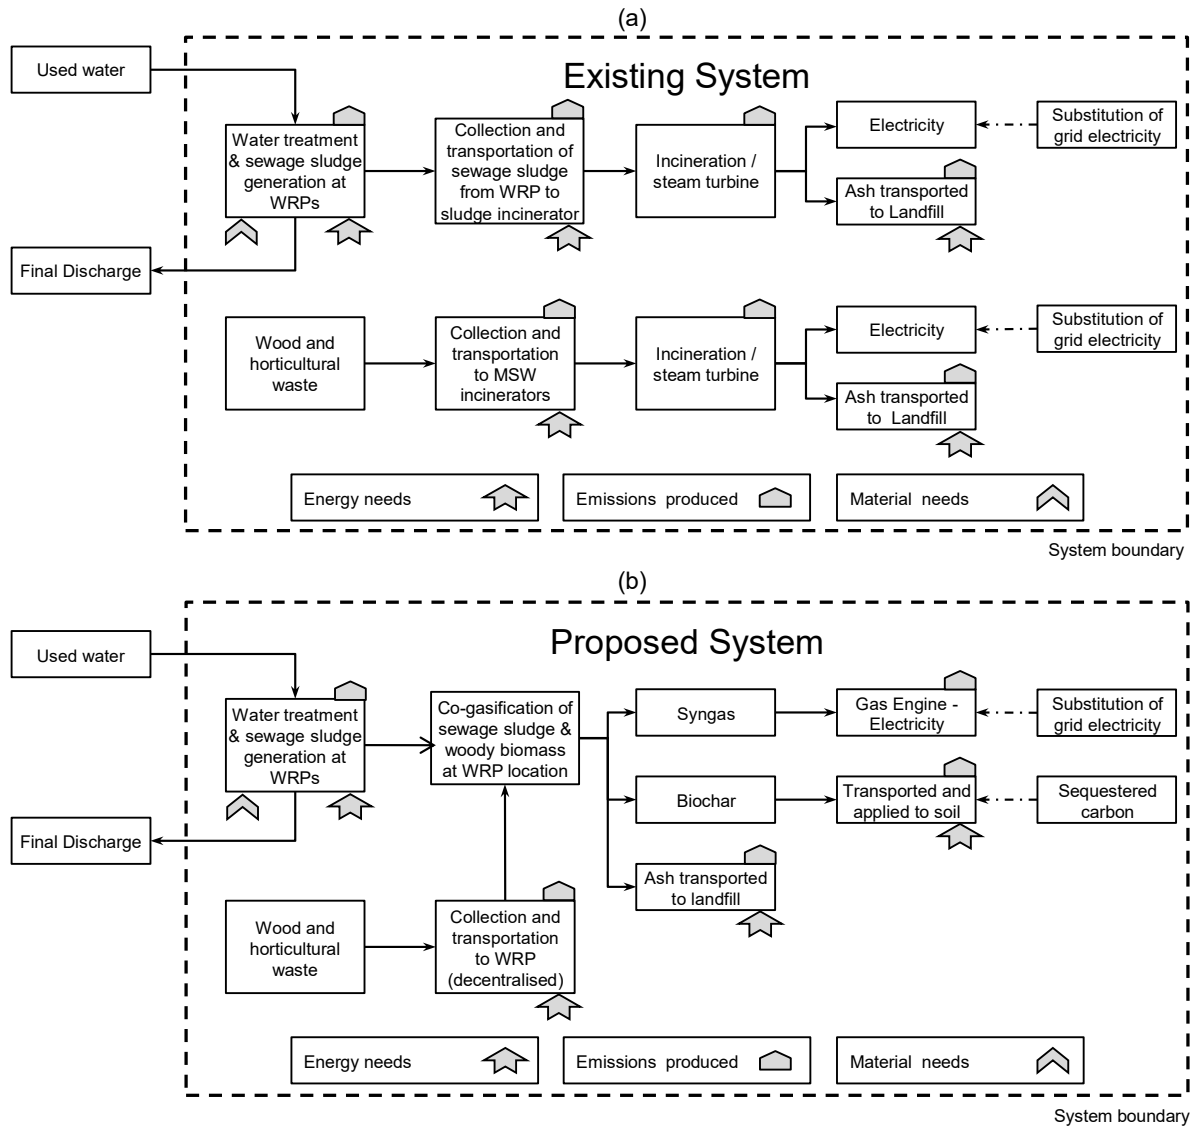 (a)
Existing System
Used water
Water treatment
& sewage sludge
generation at
WRPs
Collection and
transportation of
sewage sludge
from WRP to
sludge incinerator
Incineration /
steam turbine
Electricity
Substitution of
grid electricity
Ash transported
to Landfill
Final Discharge
Wood and
horticultural
waste
Collection and
transportation
to MSW
incinerators
Incineration /
steam turbine
Electricity
Substitution of
grid electricity
Ash transported
to Landfill
Energy needs
Emissions produced
Material needs
System boundary
(b)
Proposed System
Used water
Water treatment
& sewage sludge
generation at
WRPs
Co-gasification of
sewage sludge &
woody biomass
at WRP location
Syngas
Gas Engine -
Electricity
Substitution of
grid electricity
Biochar
Transported and
applied to soil
Sequestered
carbon
Final Discharge
Ash transported
to landfill
Wood and
horticultural
waste
Collection and
transportation
to WRP
(decentralised)
Energy needs
Emissions produced
Material needs
System boundary